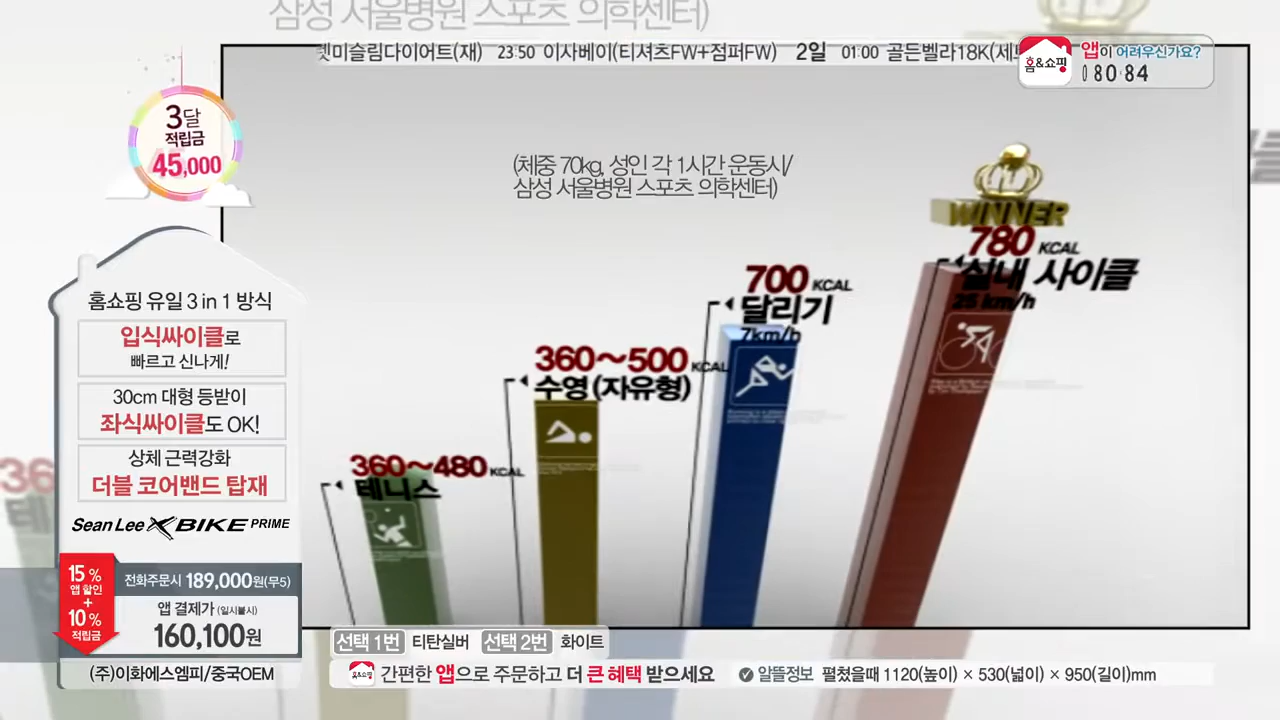 삼성 서울병원 스포츠 의학센터)
렛미슬림다이어트(재) 23:50 이사베이(티셔츠FW+점퍼FW) 2일 01:00 골든벨라18K(세트
홈&쇼핑
앱이 어려우신가요?
080 84
3달
적립금
45,000
(체중 70kg, 성인 각 1시간 운동시/
삼성 서울병원 스포츠 의학센터)
WINNER
780 KCAL
실내 사이클
25 km/h
700 KCAL
달리기
7km/h
360~500 KCAL
수영 (자유형)
360~480 KCAL
테니스
홈쇼핑 유일 3 in 1 방식
입식싸이클로
빠르고 신나게!
30cm 대형 등받이
좌식싸이클도 OK!
상체 근력강화
더블 코어밴드 탑재
Sean Lee X BIKE PRIME
15%
앱 할인
+
10%
적립금
전화주문시 189,000원(무5)
앱 결제가 (일시불시)
160,100원
(주)이화에스엠피/중국OEM
선택 1번 티탄실버 선택 2번 화이트
홈&쇼핑 간편한 앱으로 주문하고 더 큰 혜택 받으세요
알뜰정보 펼쳤을때 1120(높이) × 530(넓이) × 950(길이)mm